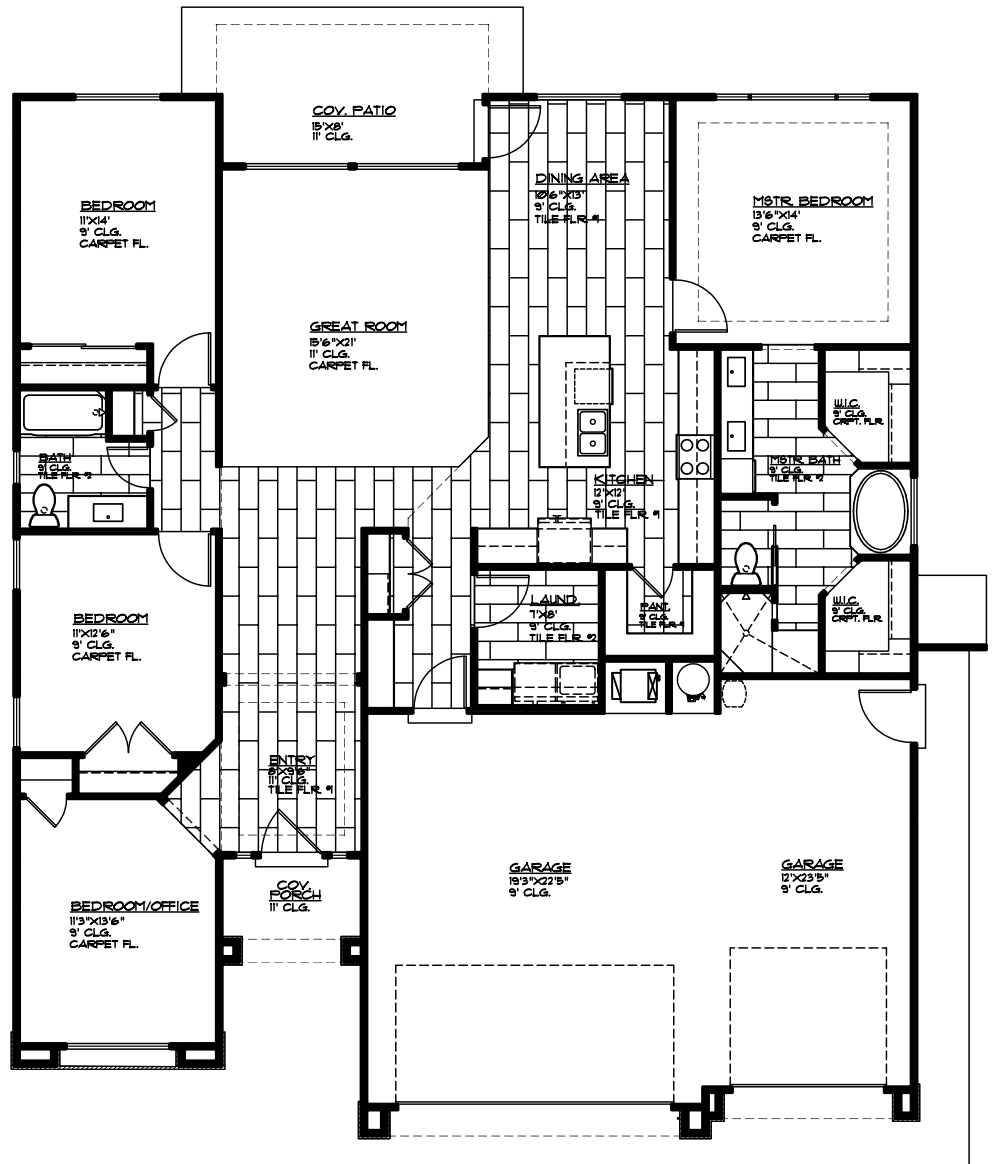 COV. PATIO
15'X8'
11' CLG.
DINING AREA
10'6"X13'
9' CLG.
TILE FLR. #1
BEDROOM
11'X14'
9' CLG.
CARPET FL.
MSTR. BEDROOM
13'6"X14'
9' CLG.
CARPET FL.
GREAT ROOM
15'6"X21'
11' CLG.
CARPET FL.
W.I.C.
9' CLG.
CRPT. FLR.
BATH
9' CLG.
TILE FLR. #2
MSTR. BATH
9' CLG.
TILE FLR. #2
KITCHEN
12'X12'
9' CLG.
TILE FLR. #1
BEDROOM
11'X12'6"
9' CLG.
CARPET FL.
LAUND.
7'X8'
9' CLG.
TILE FLR. #2
PANT.
9' CLG.
TILE FLR. #1
W.I.C.
9' CLG.
CRPT. FLR.
ENTRY
8'X9'6"
11' CLG.
TILE FLR. #1
BEDROOM/OFFICE
11'3"X13'6"
9' CLG.
CARPET FL.
COV.
PORCH
11' CLG.
GARAGE
19'3"X22'5"
9' CLG.
GARAGE
12'X23'5"
9' CLG.